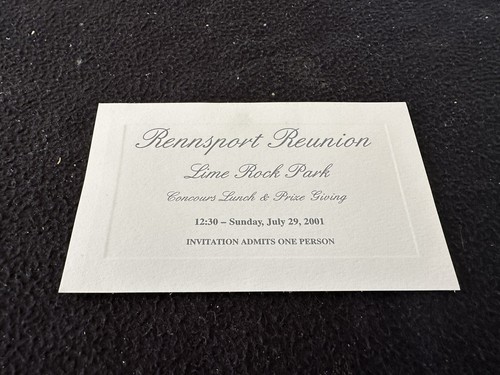 Rennsport Reunion
Lime Rock Park
Concours Lunch & Prize Giving
12:30 – Sunday, July 29, 2001
INVITATION ADMITS ONE PERSON